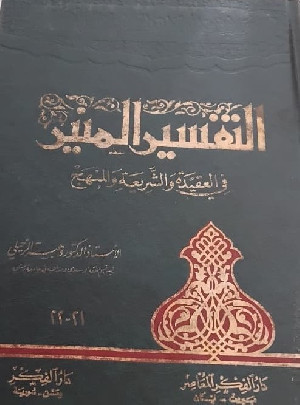 التفسير المنير
في العقيدة والشريعة والمنهج
الأستاذ الدكتور وهبة الزحيلي
٢١-٢٢
دار الفكر المعاصر
بيروت - لبنان
دار الفكر
دمشق - سورية